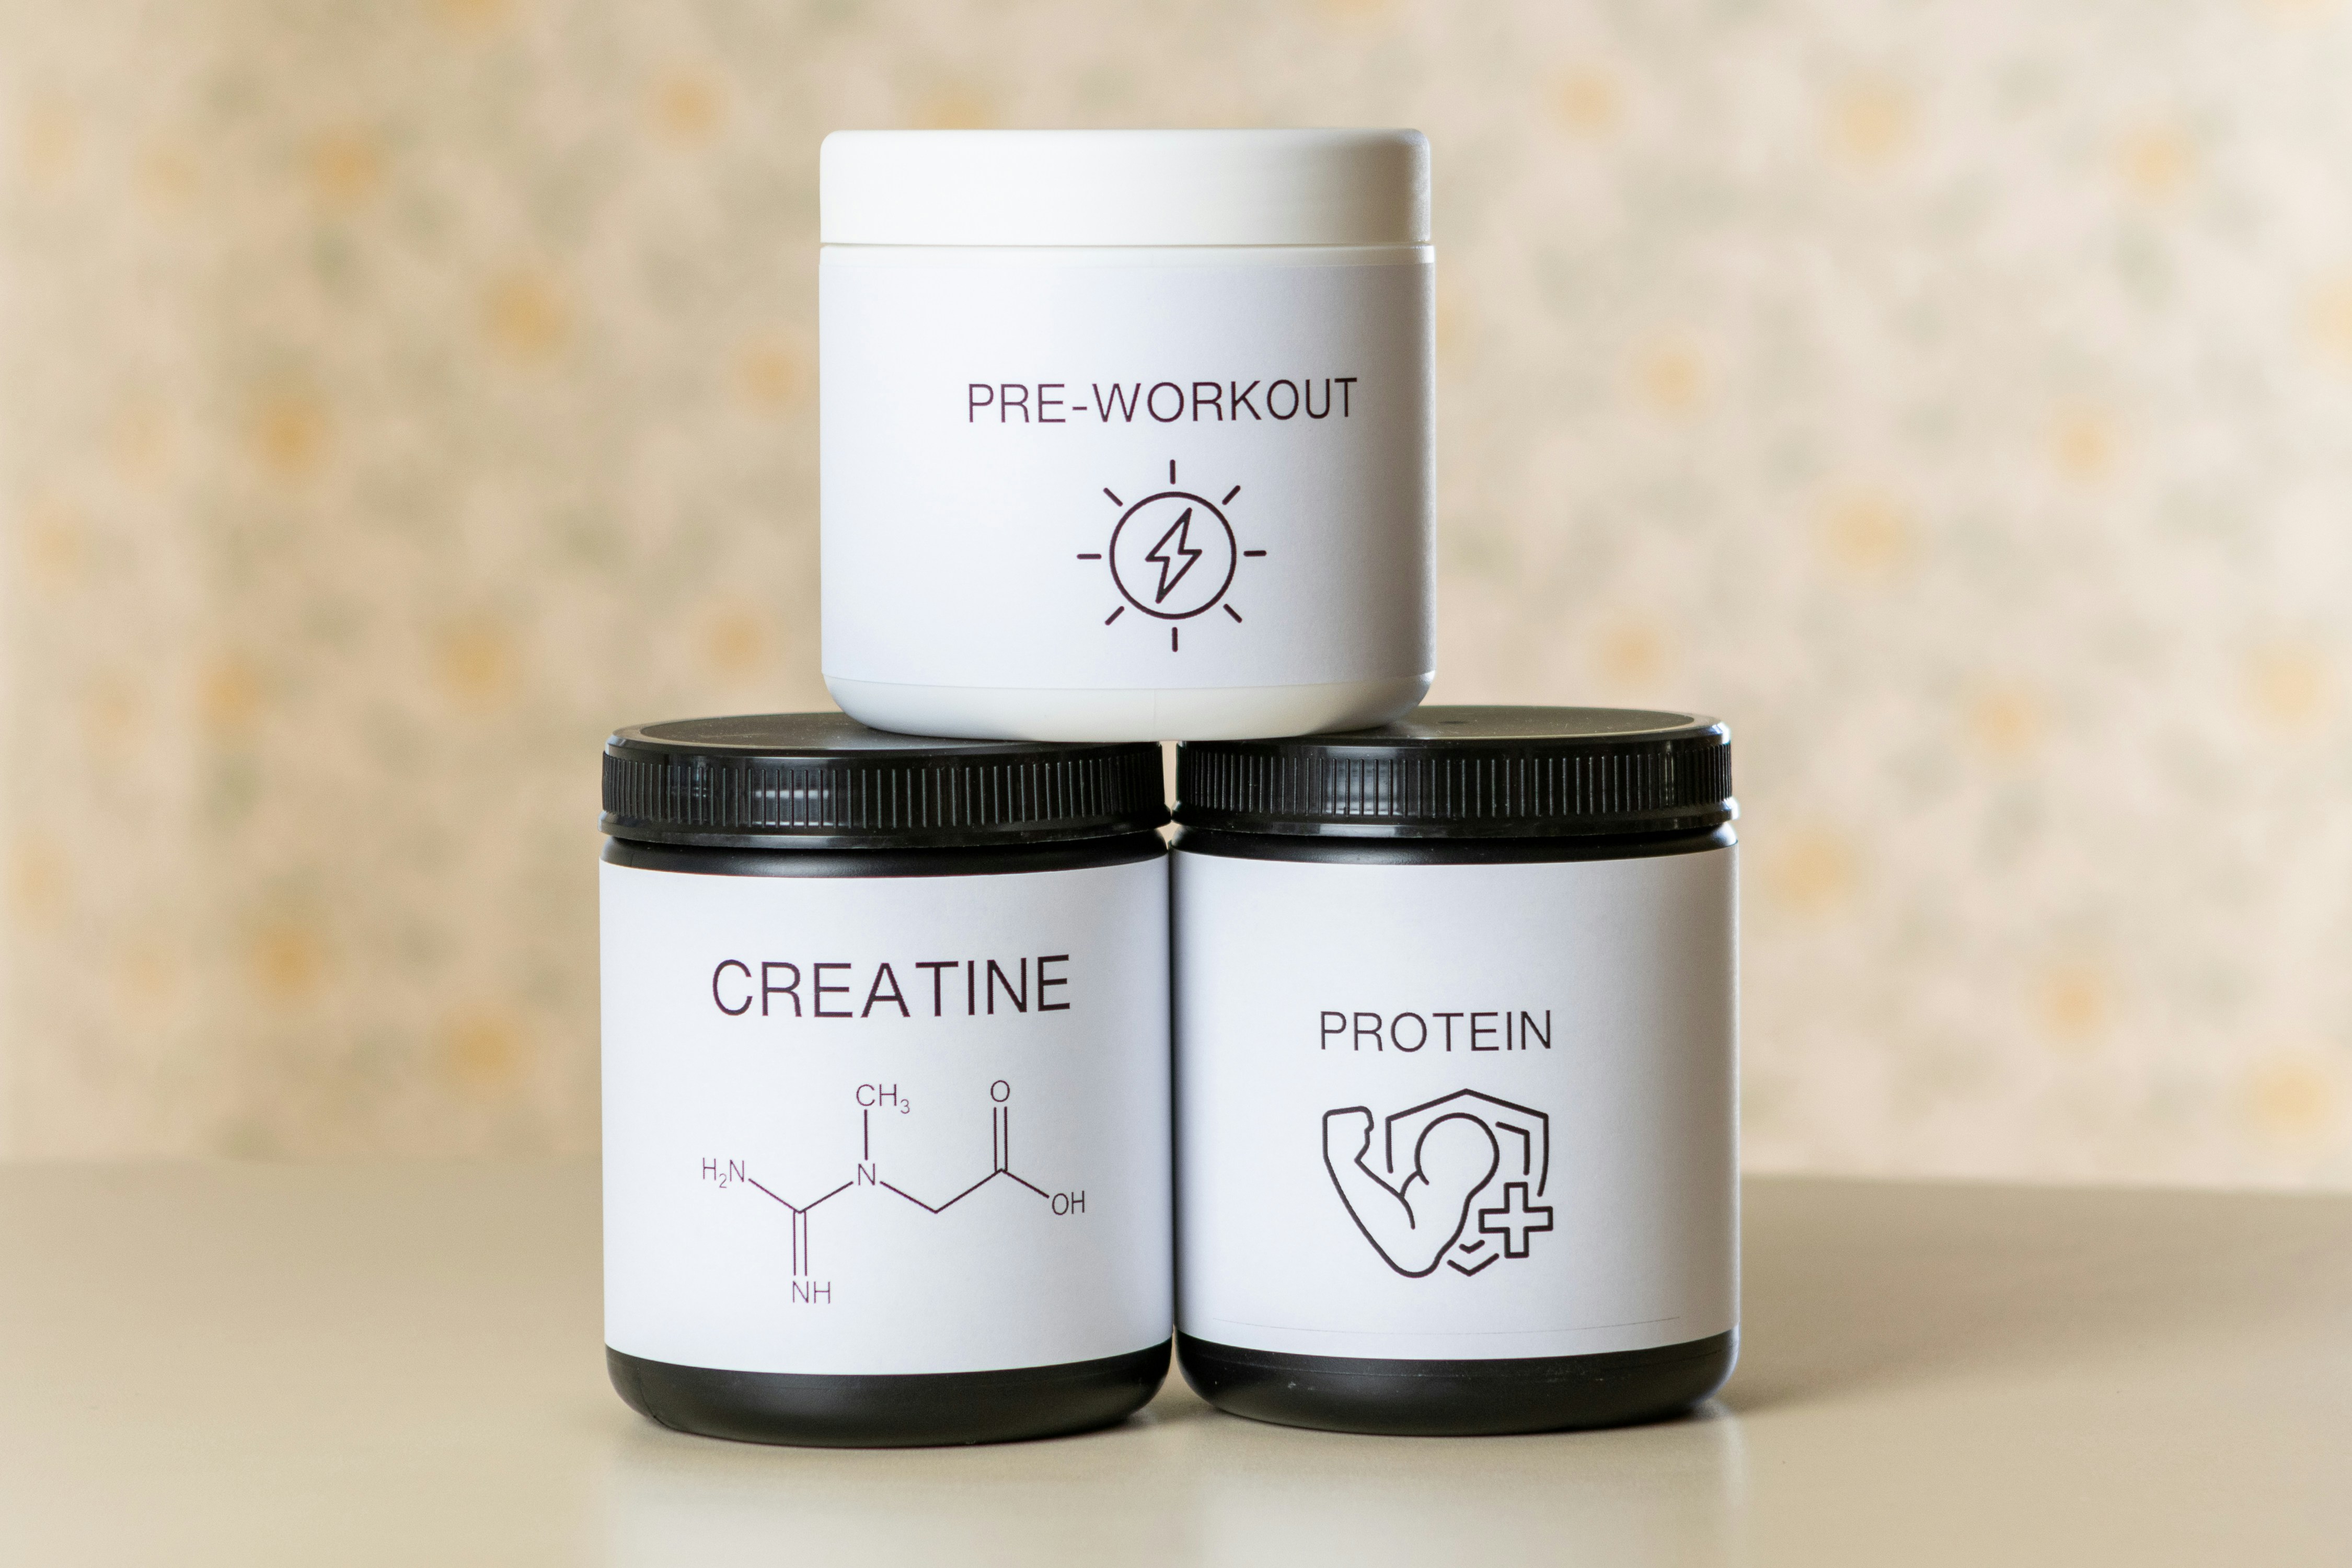 PRE-WORKOUT
CREATINE
CH₃
O
H₂N
N
OH
NH
PROTEIN